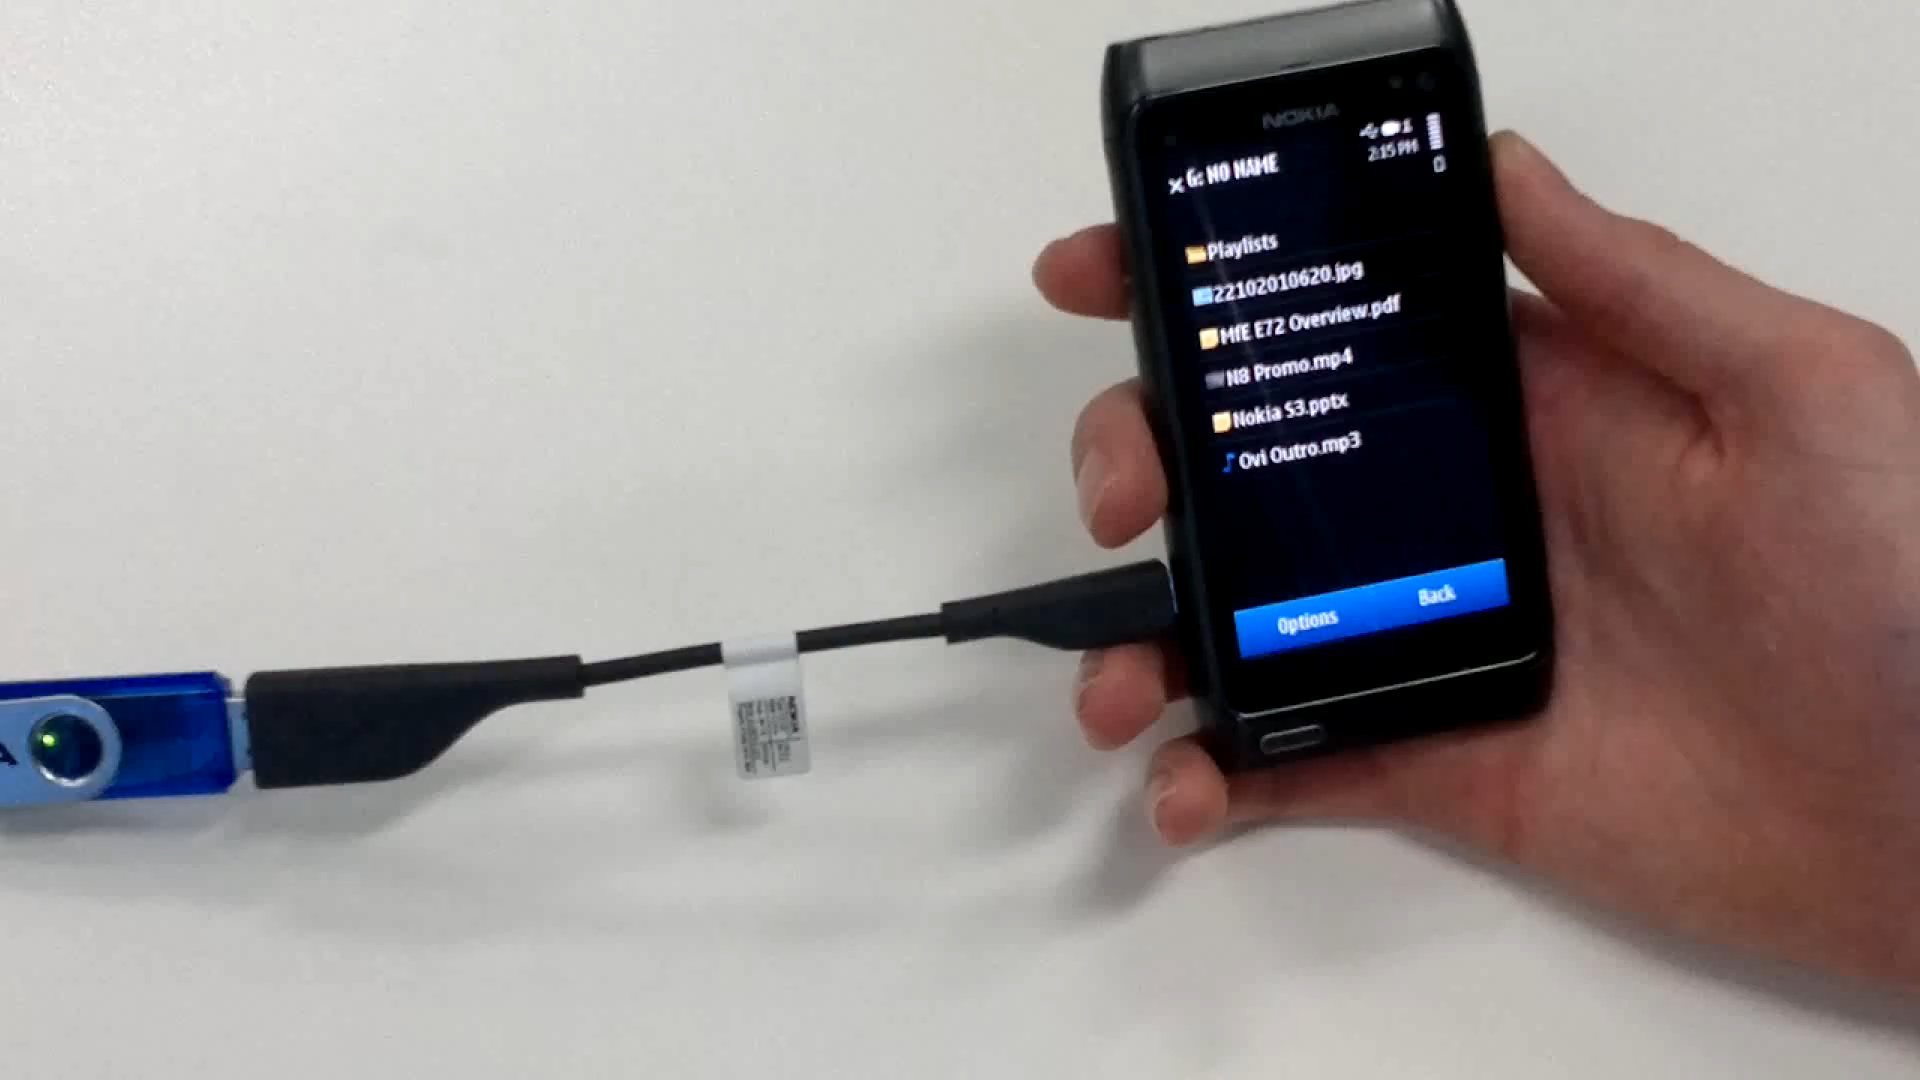 NOKIA
G: NO NAME
2:15 PM
Playlists
22102010620.jpg
MfE E72 Overview.pdf
N8 Promo.mp4
Nokia S3.pptx
Ovi Outro.mp3
Options Back
NOKIA